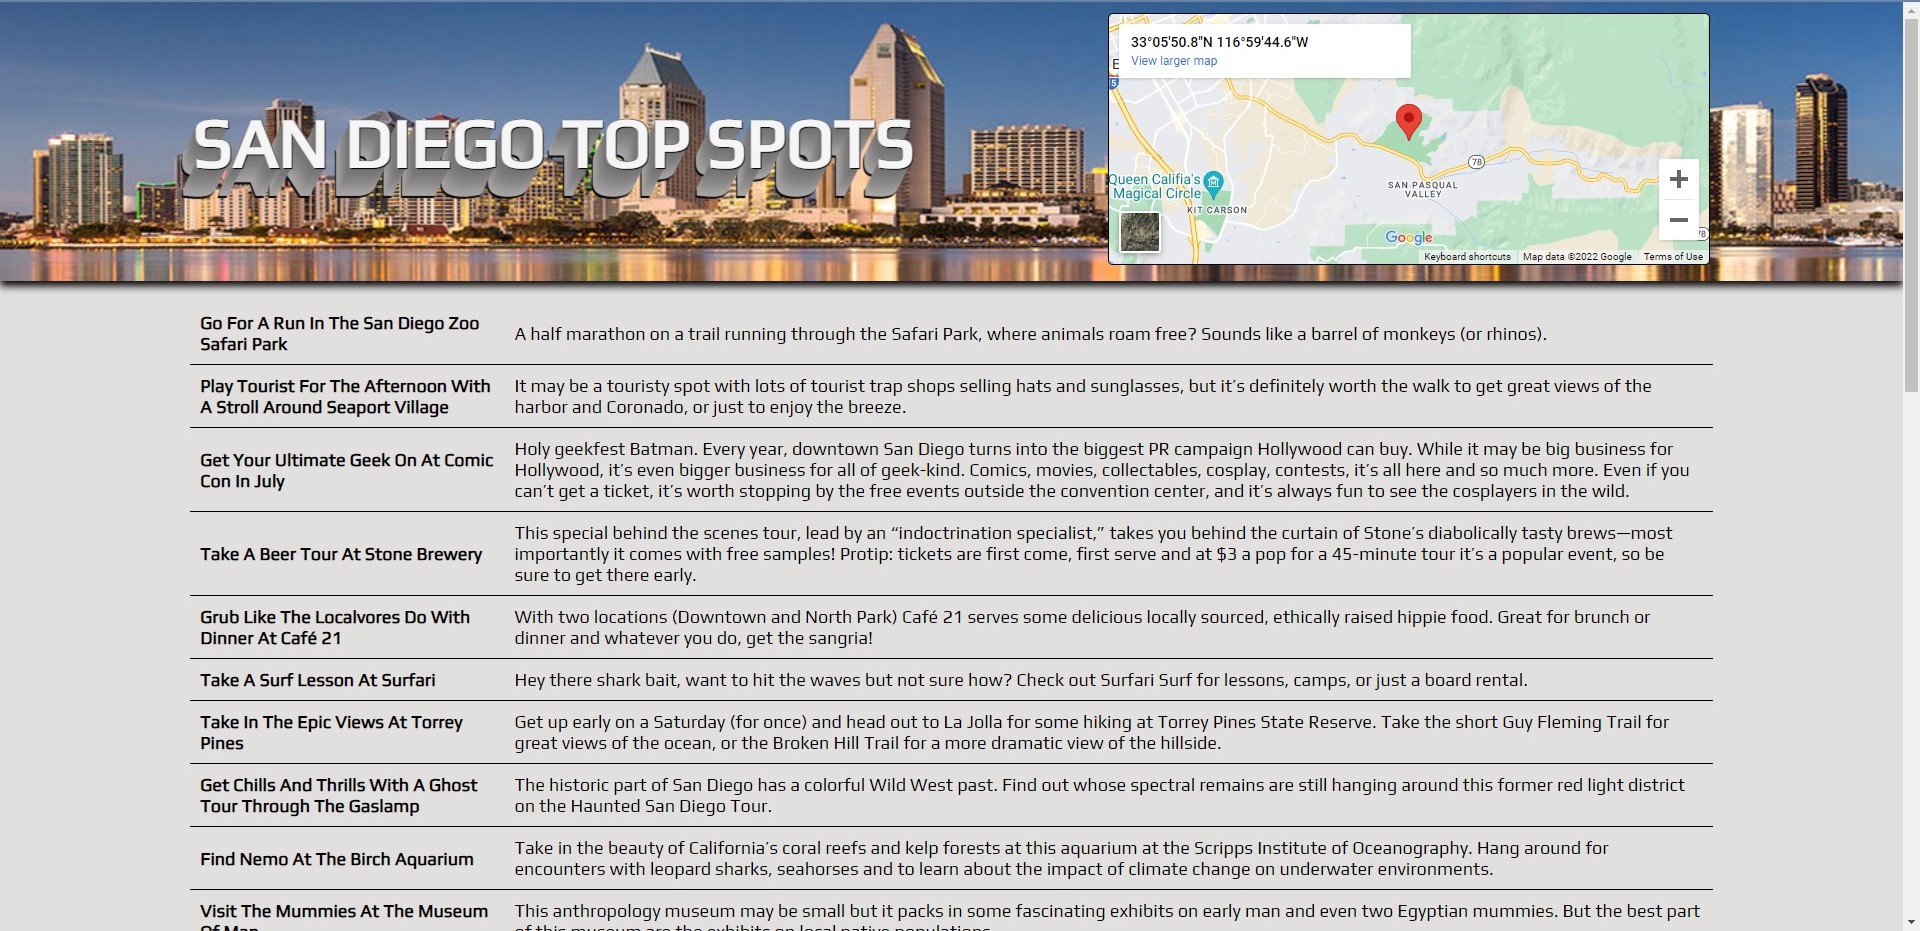 SAN DIEGO TOP SPOTS
33°05'50.8"N 116°59'44.6"W
View larger map
E
5
78
Queen Califia's
Magical Circle
KIT CARSON
SAN PASQUAL
VALLEY
+
−
78
Google
Keyboard shortcuts Map data ©2022 Google Terms of Use
Go For A Run In The San Diego Zoo
Safari Park
A half marathon on a trail running through the Safari Park, where animals roam free? Sounds like a barrel of monkeys (or rhinos).
Play Tourist For The Afternoon With
A Stroll Around Seaport Village
It may be a touristy spot with lots of tourist trap shops selling hats and sunglasses, but it’s definitely worth the walk to get great views of the
harbor and Coronado, or just to enjoy the breeze.
Get Your Ultimate Geek On At Comic
Con In July
Holy geekfest Batman. Every year, downtown San Diego turns into the biggest PR campaign Hollywood can buy. While it may be big business for
Hollywood, it’s even bigger business for all of geek-kind. Comics, movies, collectables, cosplay, contests, it’s all here and so much more. Even if you
can’t get a ticket, it’s worth stopping by the free events outside the convention center, and it’s always fun to see the cosplayers in the wild.
Take A Beer Tour At Stone Brewery
This special behind the scenes tour, lead by an “indoctrination specialist,” takes you behind the curtain of Stone’s diabolically tasty brews—most
importantly it comes with free samples! Protip: tickets are first come, first serve and at $3 a pop for a 45-minute tour it’s a popular event, so be
sure to get there early.
Grub Like The Localvores Do With
Dinner At Café 21
With two locations (Downtown and North Park) Café 21 serves some delicious locally sourced, ethically raised hippie food. Great for brunch or
dinner and whatever you do, get the sangria!
Take A Surf Lesson At Surfari
Hey there shark bait, want to hit the waves but not sure how? Check out Surfari Surf for lessons, camps, or just a board rental.
Take In The Epic Views At Torrey
Pines
Get up early on a Saturday (for once) and head out to La Jolla for some hiking at Torrey Pines State Reserve. Take the short Guy Fleming Trail for
great views of the ocean, or the Broken Hill Trail for a more dramatic view of the hillside.
Get Chills And Thrills With A Ghost
Tour Through The Gaslamp
The historic part of San Diego has a colorful Wild West past. Find out whose spectral remains are still hanging around this former red light district
on the Haunted San Diego Tour.
Find Nemo At The Birch Aquarium
Take in the beauty of California’s coral reefs and kelp forests at this aquarium at the Scripps Institute of Oceanography. Hang around for
encounters with leopard sharks, seahorses and to learn about the impact of climate change on underwater environments.
Visit The Mummies At The Museum
Of Man
This anthropology museum may be small but it packs in some fascinating exhibits on early man and even two Egyptian mummies. But the best part
of this museum are the exhibits on local native populations.